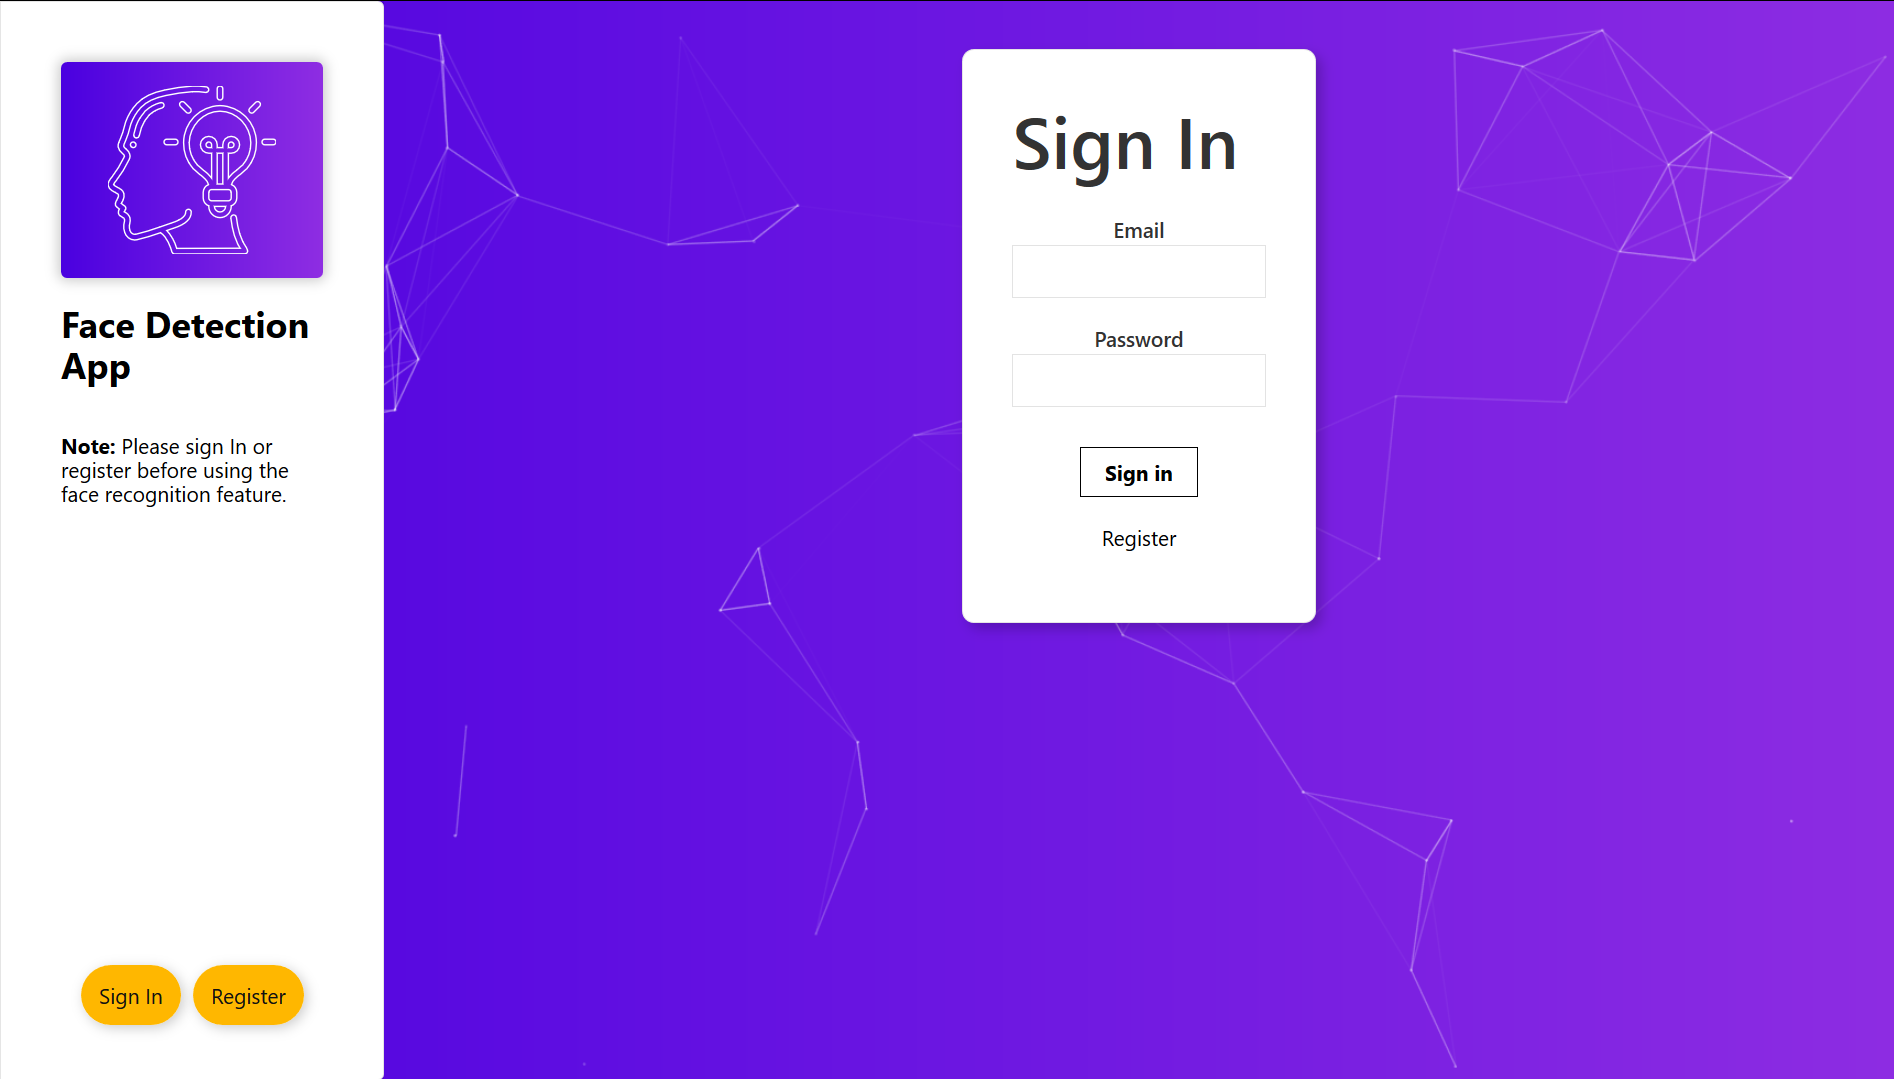 Face Detection
App
Note: Please sign In or
register before using the
face recognition feature.
Sign In
Register
Sign In
Email
Password
Sign in
Register